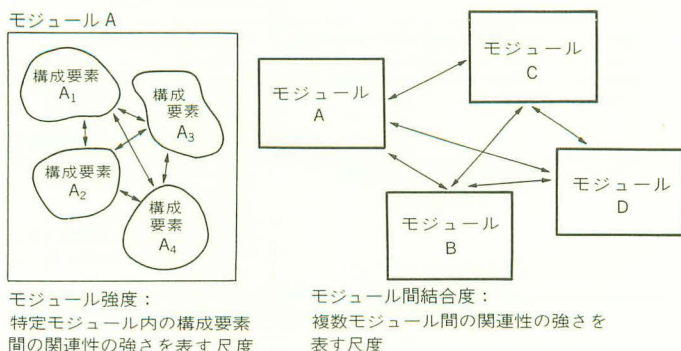 モジュール A
構成要素
A₁
構成
要素
A₃
構成要素
A₂
構成
要素
A₄
モジュール強度：
特定モジュール内の構成要素
間の関連性の強さを表す尺度
モジュール
A
モジュール
C
モジュール
B
モジュール
D
モジュール間結合度：
複数モジュール間の関連性の強さを
表す尺度